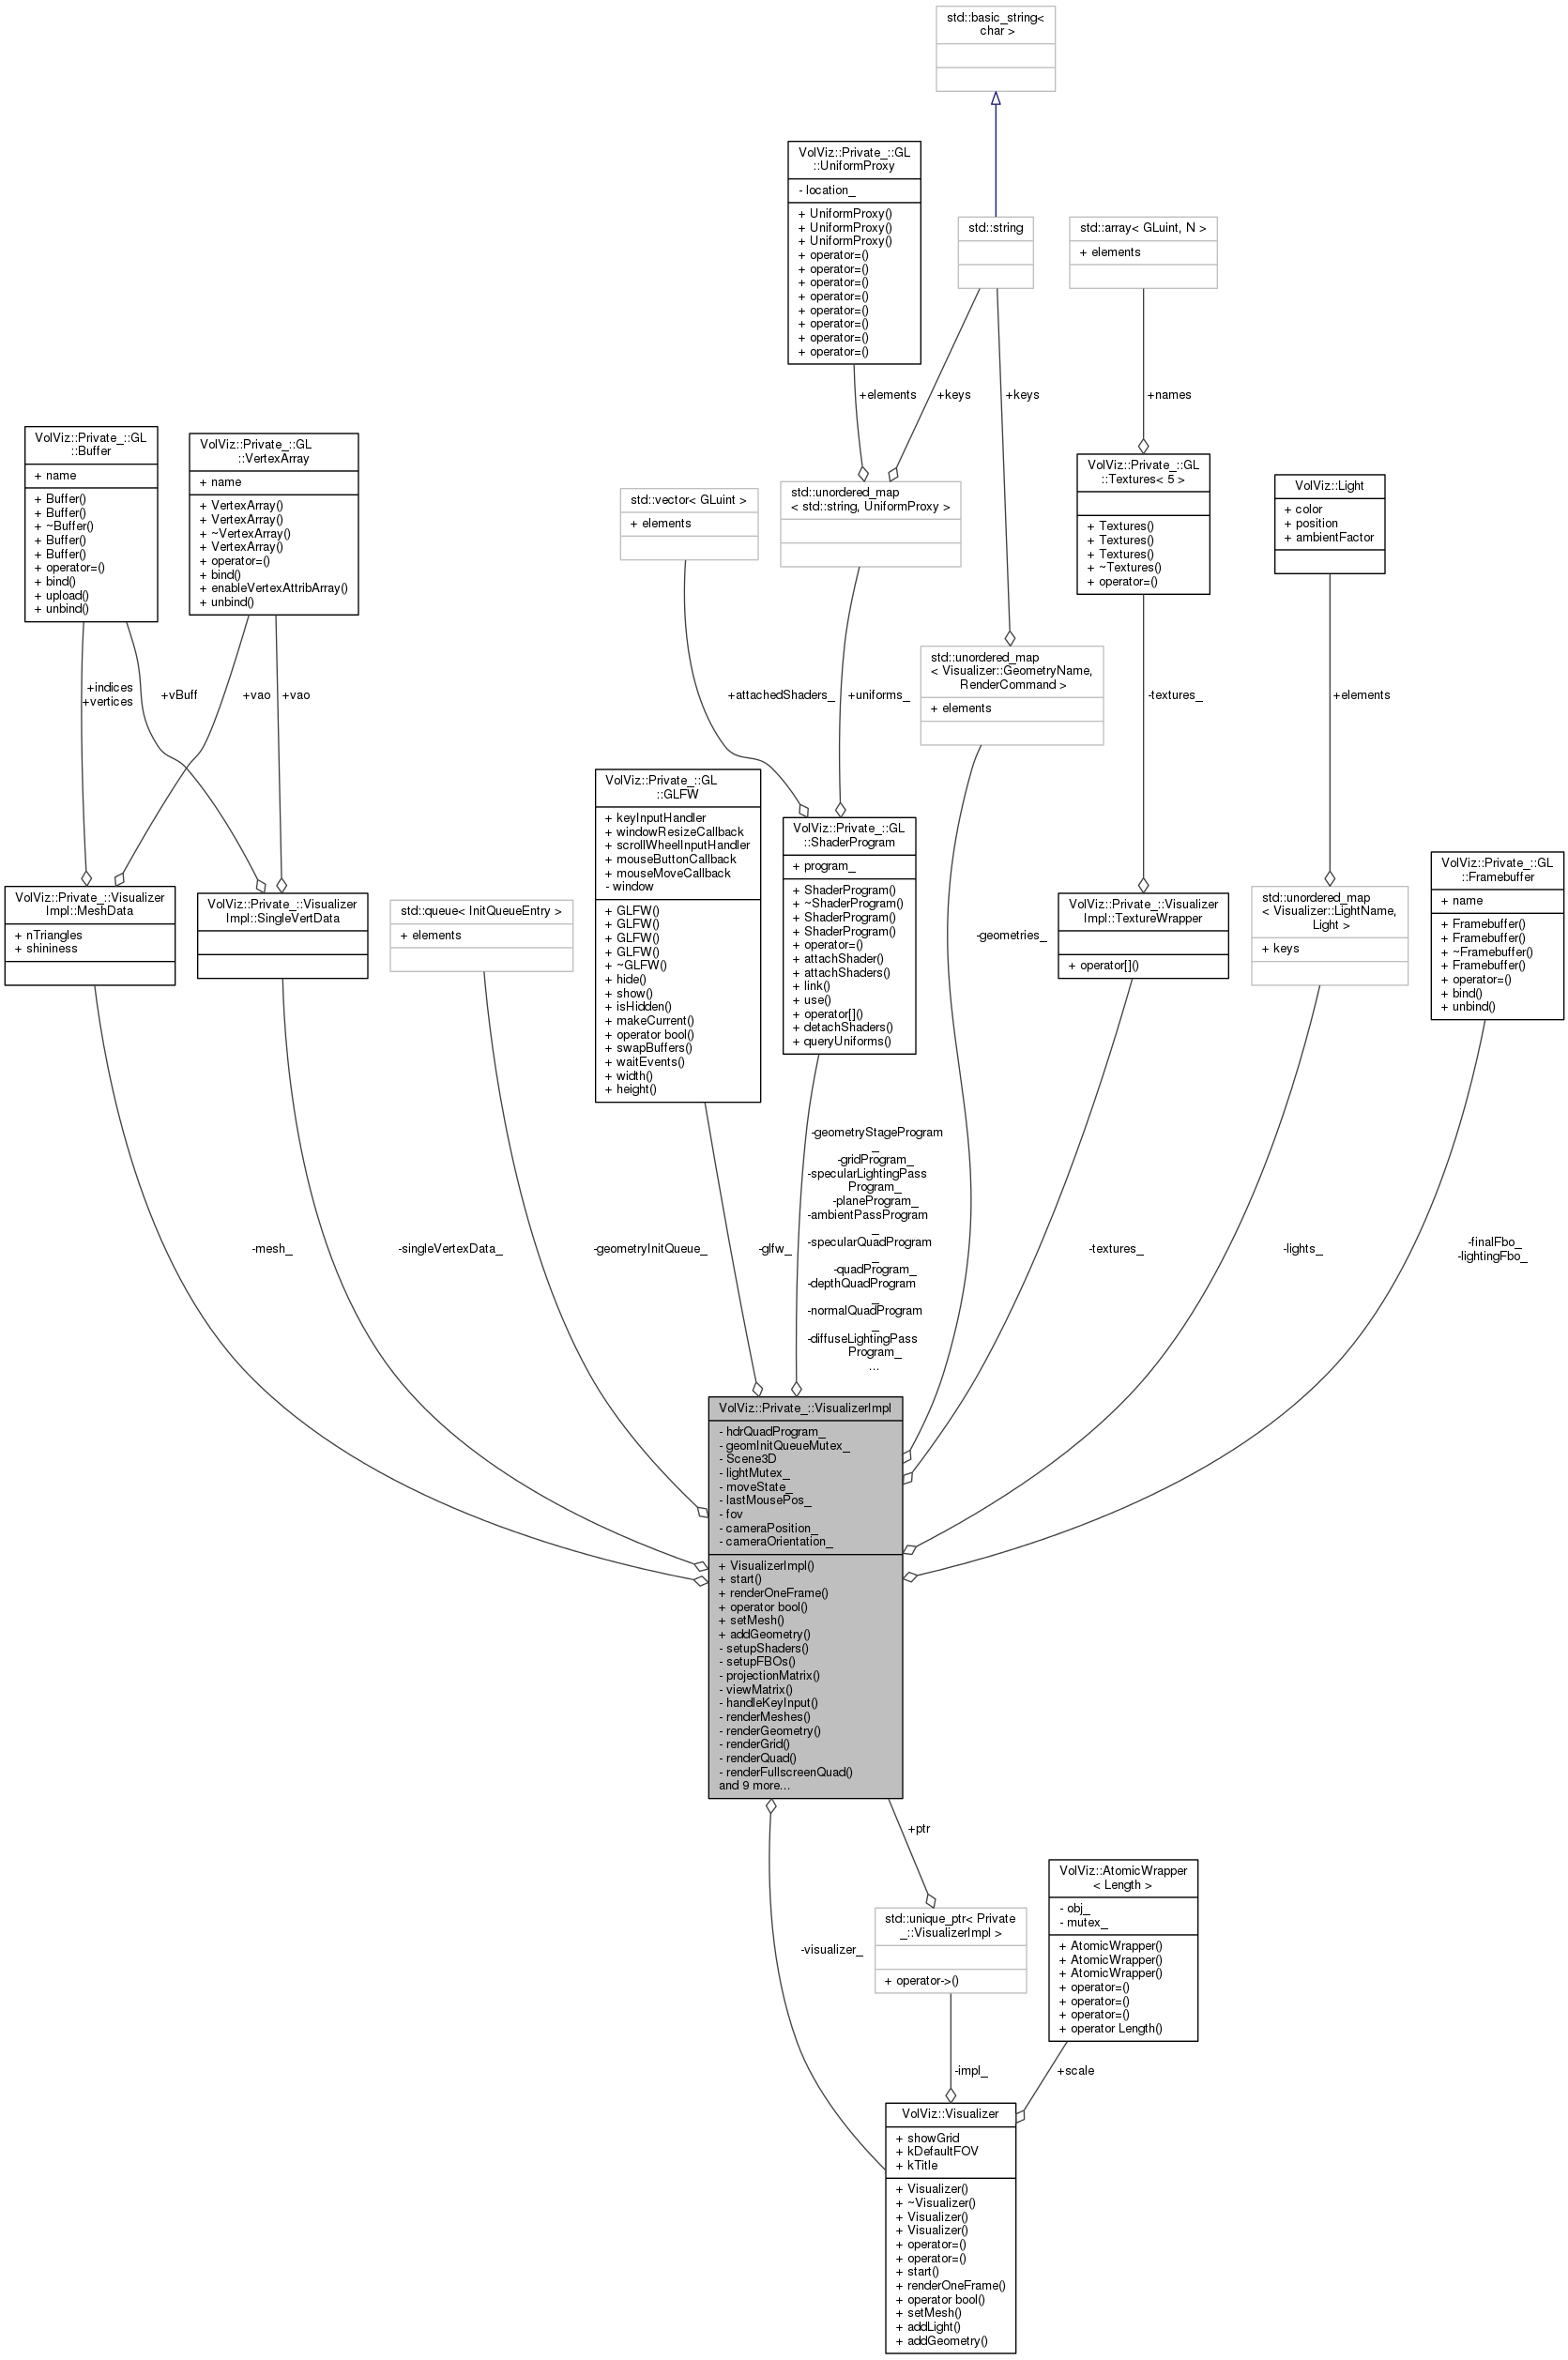 std::basic_string<
char >
VolViz::Private_::GL
::UniformProxy
- location_
+ UniformProxy()
+ UniformProxy()
+ UniformProxy()
+ operator=()
+ operator=()
+ operator=()
+ operator=()
+ operator=()
+ operator=()
+ operator=()
+ operator=()
std::string
std::array< GLuint, N >
+ elements
+elements
+keys
+keys
+names
VolViz::Private_::GL
::Buffer
+ name
+ Buffer()
+ Buffer()
+ ~Buffer()
+ Buffer()
+ Buffer()
+ operator=()
+ bind()
+ upload()
+ unbind()
VolViz::Private_::GL
::VertexArray
+ name
+ VertexArray()
+ VertexArray()
+ ~VertexArray()
+ VertexArray()
+ operator=()
+ bind()
+ enableVertexAttribArray()
+ unbind()
std::vector< GLuint >
+ elements
std::unordered_map
< std::string, UniformProxy >
VolViz::Private_::GL
::Textures< 5 >
+ Textures()
+ Textures()
+ Textures()
+ ~Textures()
+ operator=()
VolViz::Light
+ color
+ position
+ ambientFactor
+indices
+vertices
+vBuff
+vao
+vao
+attachedShaders_
+uniforms_
std::unordered_map
< Visualizer::GeometryName,
RenderCommand >
+ elements
-textures_
+elements
VolViz::Private_::GL
::GLFW
+ keyInputHandler
+ windowResizeCallback
+ scrollWheelInputHandler
+ mouseButtonCallback
+ mouseMoveCallback
- window
+ GLFW()
+ GLFW()
+ GLFW()
+ GLFW()
+ ~GLFW()
+ hide()
+ show()
+ isHidden()
+ makeCurrent()
+ operator bool()
+ swapBuffers()
+ waitEvents()
+ width()
+ height()
VolViz::Private_::GL
::ShaderProgram
+ program_
+ ShaderProgram()
+ ~ShaderProgram()
+ ShaderProgram()
+ ShaderProgram()
+ operator=()
+ attachShader()
+ attachShaders()
+ link()
+ use()
+ operator[]()
+ detachShaders()
+ queryUniforms()
VolViz::Private_::Visualizer
Impl::MeshData
+ nTriangles
+ shininess
VolViz::Private_::Visualizer
Impl::SingleVertData
std::queue< InitQueueEntry >
+ elements
-geometries_
VolViz::Private_::Visualizer
Impl::TextureWrapper
+ operator[]()
std::unordered_map
< Visualizer::LightName,
Light >
+ keys
VolViz::Private_::GL
::Framebuffer
+ name
+ Framebuffer()
+ Framebuffer()
+ ~Framebuffer()
+ Framebuffer()
+ operator=()
+ bind()
+ unbind()
-mesh_
-singleVertexData_
-geometryInitQueue_
-glfw_
-geometryStageProgram
_
-gridProgram_
-specularLightingPass
Program_
-planeProgram_
-ambientPassProgram
_
-specularQuadProgram
_
-quadProgram_
-depthQuadProgram
_
-normalQuadProgram
_
-diffuseLightingPass
Program_
...
-textures_
-lights_
-finalFbo_
-lightingFbo_
VolViz::Private_::VisualizerImpl
- hdrQuadProgram_
- geomInitQueueMutex_
- Scene3D
- lightMutex_
- moveState_
- lastMousePos_
- fov
- cameraPosition_
- cameraOrientation_
+ VisualizerImpl()
+ start()
+ renderOneFrame()
+ operator bool()
+ setMesh()
+ addGeometry()
- setupShaders()
- setupFBOs()
- projectionMatrix()
- viewMatrix()
- handleKeyInput()
- renderMeshes()
- renderGeometry()
- renderGrid()
- renderQuad()
- renderFullscreenQuad()
and 9 more...
+ptr
-visualizer_
std::unique_ptr< Private
_::VisualizerImpl >
+ operator->()
VolViz::AtomicWrapper
< Length >
- obj_
- mutex_
+ AtomicWrapper()
+ AtomicWrapper()
+ AtomicWrapper()
+ operator=()
+ operator=()
+ operator=()
+ operator Length()
-impl_
+scale
VolViz::Visualizer
+ showGrid
+ kDefaultFOV
+ kTitle
+ Visualizer()
+ ~Visualizer()
+ Visualizer()
+ Visualizer()
+ operator=()
+ operator=()
+ start()
+ renderOneFrame()
+ operator bool()
+ setMesh()
+ addLight()
+ addGeometry()